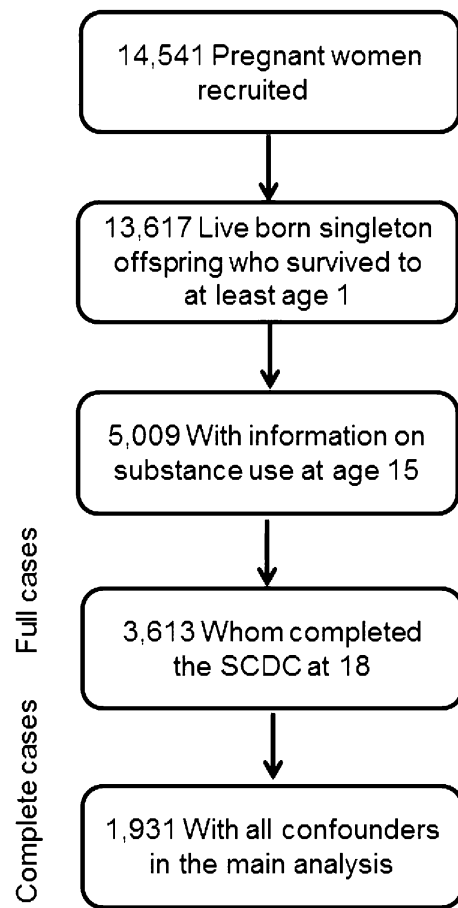 14,541 Pregnant women
recruited
13,617 Live born singleton
offspring who survived to
at least age 1
5,009 With information on
substance use at age 15
Full cases
3,613 Whom completed
the SCDC at 18
Complete cases
1,931 With all confounders
in the main analysis